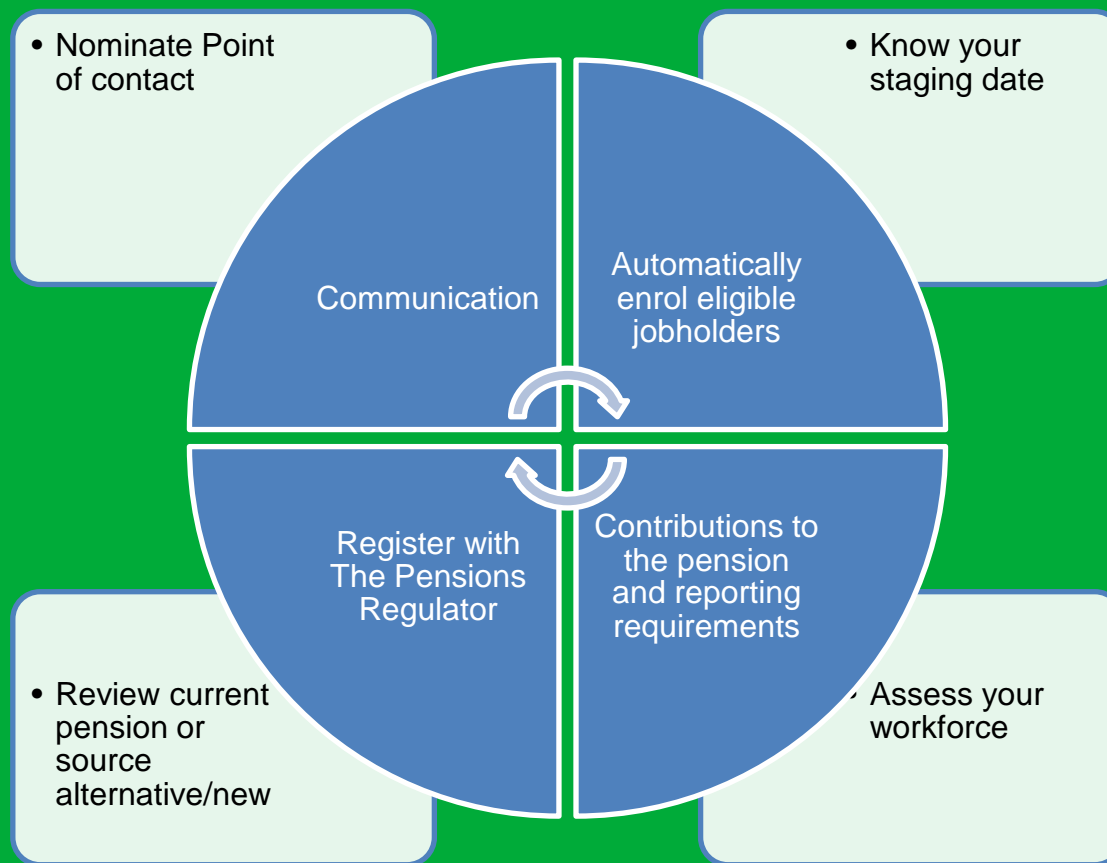 • Nominate Point
of contact
• Know your
staging date
Communication
Automatically
enrol eligible
jobholders
Register with
The Pensions
Regulator
Contributions to
the pension
and reporting
requirements
• Review current
pension or
source
alternative/new
• Assess your
workforce